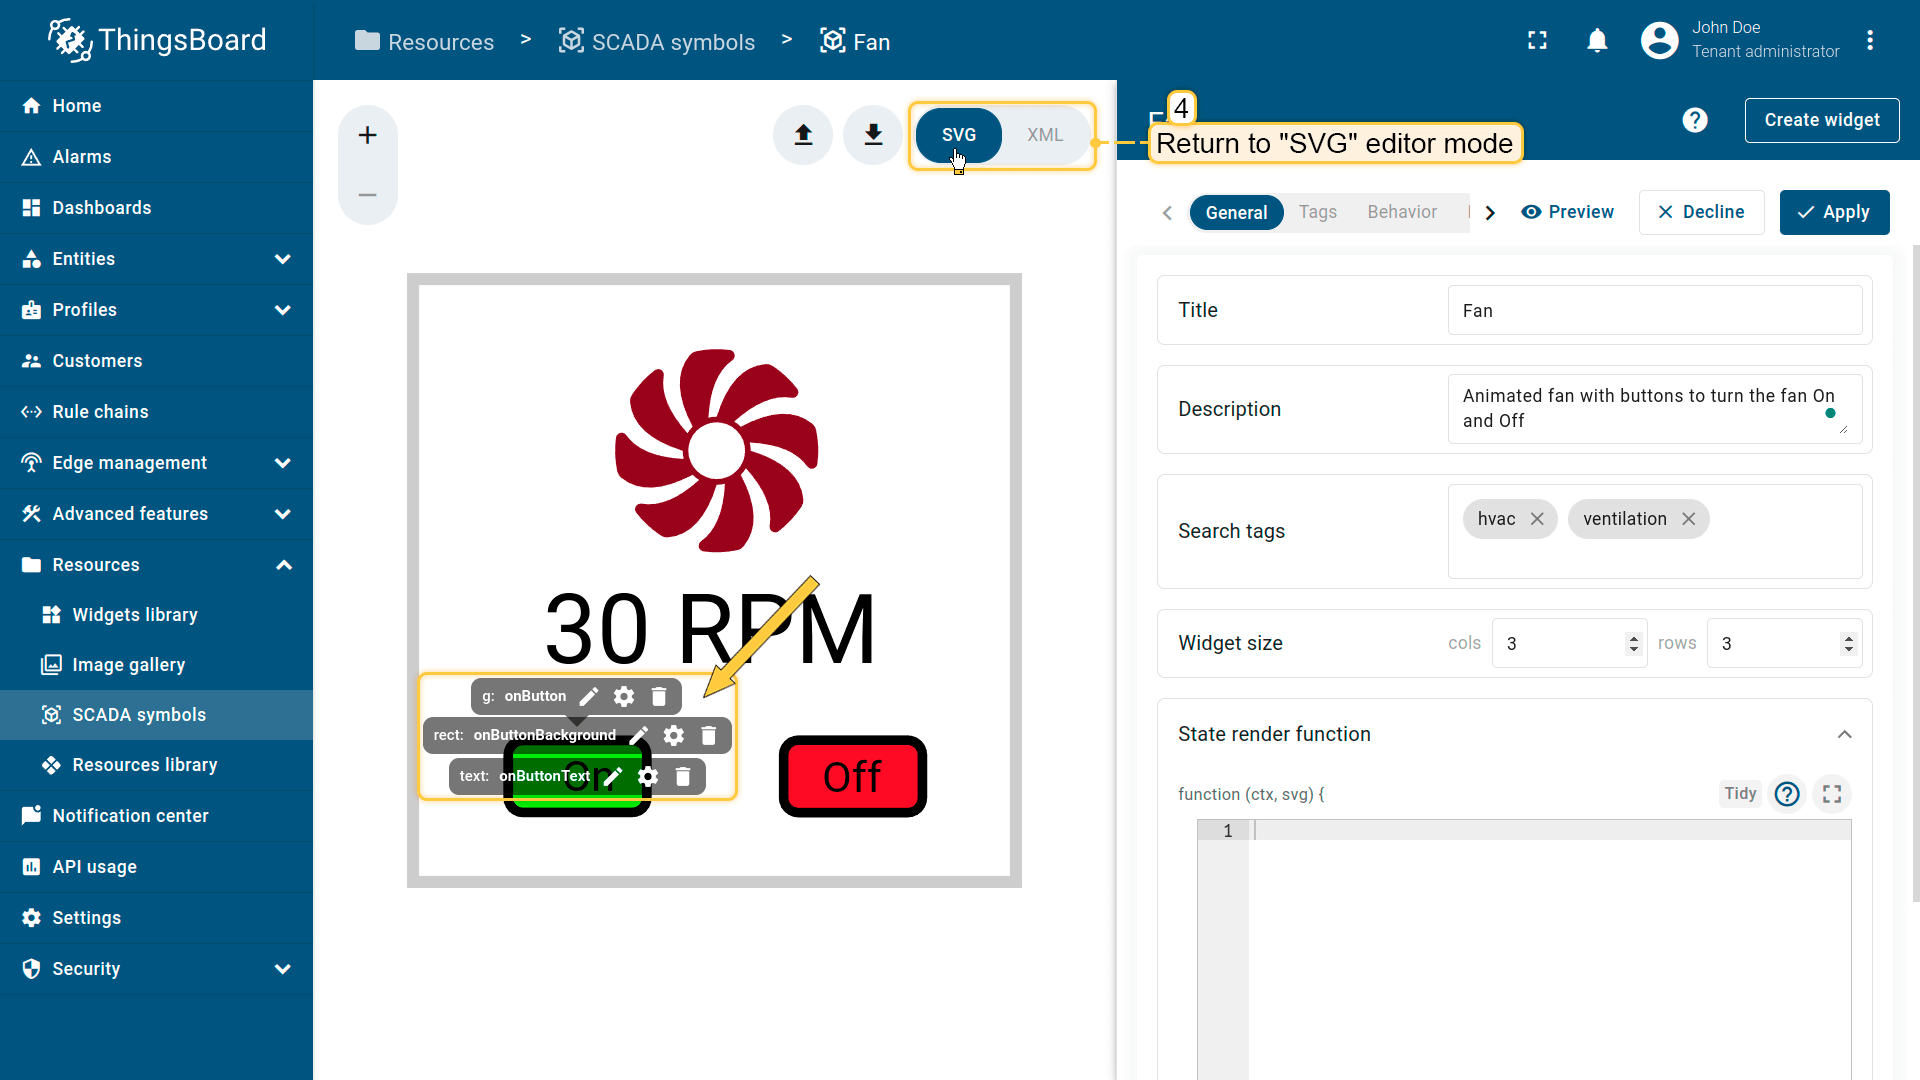 ThingsBoard
Resources > SCADA symbols > Fan
John Doe
Tenant administrator
Home
Alarms
Dashboards
Entities
Profiles
Customers
Rule chains
Edge management
Advanced features
Resources
Widgets library
Image gallery
SCADA symbols
Resources library
Notification center
API usage
Settings
Security
+
−
SVG
XML
4
Return to "SVG" editor mode
Create widget
General
Tags
Behavior
Preview
Decline
Apply
30 RPM
g: onButton
rect: onButtonBackground
text: onButtonText
On
Off
Title
Fan
Description
Animated fan with buttons to turn the fan On
and Off
Search tags
hvac
ventilation
Widget size
cols
3
rows
3
State render function
function (ctx, svg) {
Tidy
1